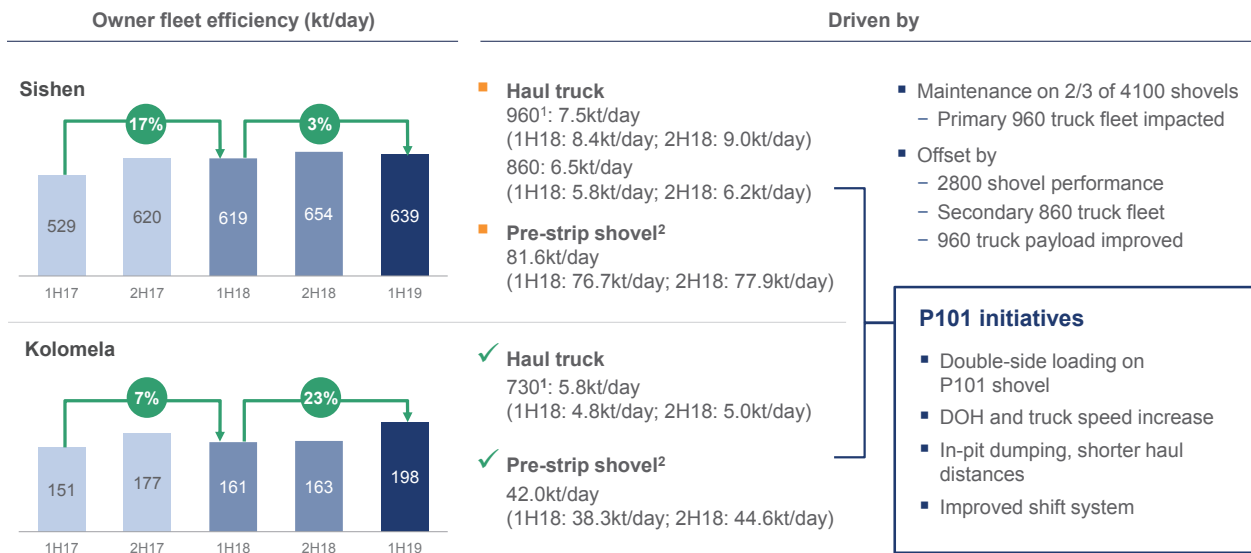 Owner fleet efficiency (kt/day)
Driven by
Sishen
17%
3%
529
620
619
654
639
1H17
2H17
1H18
2H18
1H19
Haul truck
960¹: 7.5kt/day
(1H18: 8.4kt/day; 2H18: 9.0kt/day)
860: 6.5kt/day
(1H18: 5.8kt/day; 2H18: 6.2kt/day)
Pre-strip shovel²
81.6kt/day
(1H18: 76.7kt/day; 2H18: 77.9kt/day)
Maintenance on 2/3 of 4100 shovels
– Primary 960 truck fleet impacted
Offset by
– 2800 shovel performance
– Secondary 860 truck fleet
– 960 truck payload improved
Kolomela
7%
23%
151
177
161
163
198
1H17
2H17
1H18
2H18
1H19
Haul truck
730¹: 5.8kt/day
(1H18: 4.8kt/day; 2H18: 5.0kt/day)
Pre-strip shovel²
42.0kt/day
(1H18: 38.3kt/day; 2H18: 44.6kt/day)
P101 initiatives
Double-side loading on
P101 shovel
DOH and truck speed increase
In-pit dumping, shorter haul
distances
Improved shift system